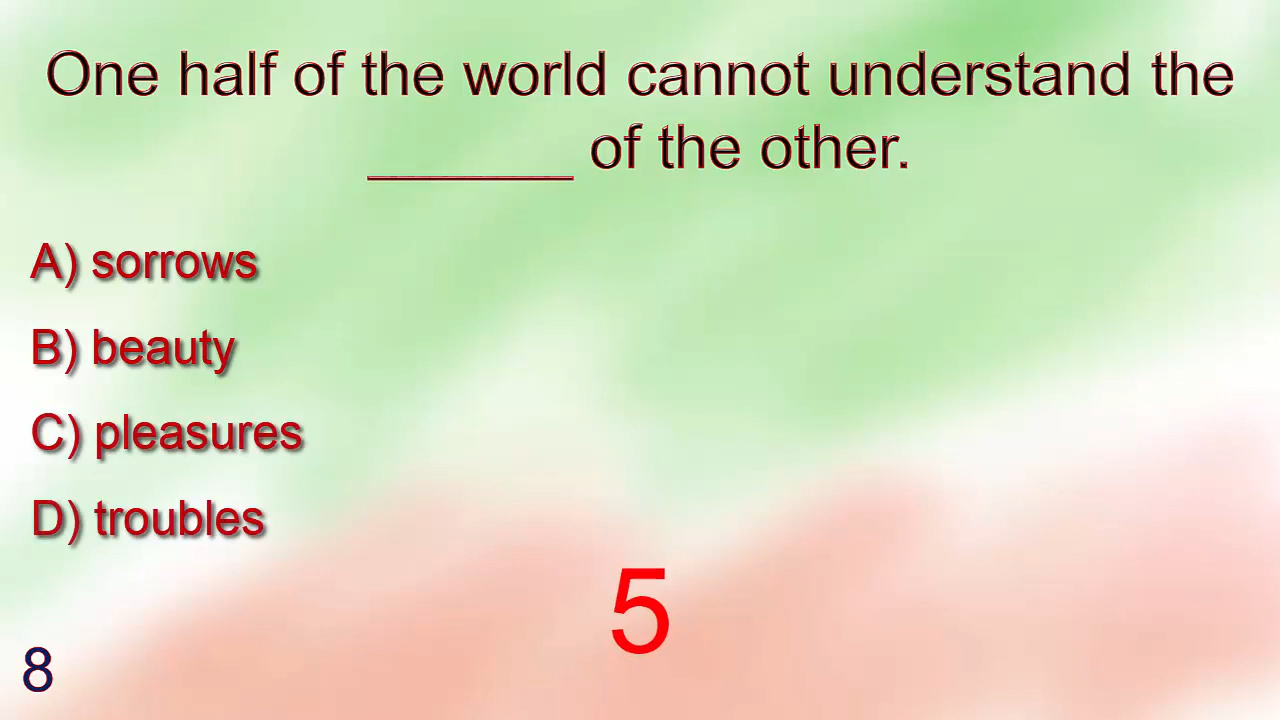 One half of the world cannot understand the
_______ of the other.
A) sorrows
B) beauty
C) pleasures
D) troubles
5
8